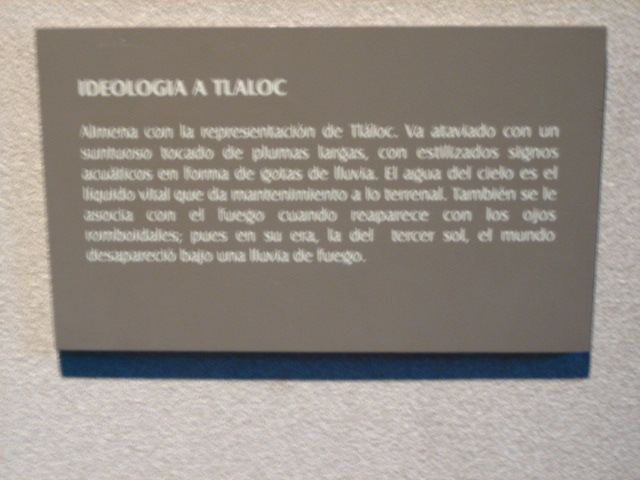 IDEOLOGIA A TLALOC
Almena con la representación de Tláloc. Va ataviado con un
suntuoso tocado de plumas largas, con estilizados signos
acuáticos en forma de gotas de lluvia. El agua del cielo es el
líquido vital que da mantenimiento a lo terrenal. También se le
asocia con el fuego cuando reaparece con los ojos
romboidales; pues en su era, la del tercer sol, el mundo
desapareció bajo una lluvia de fuego.